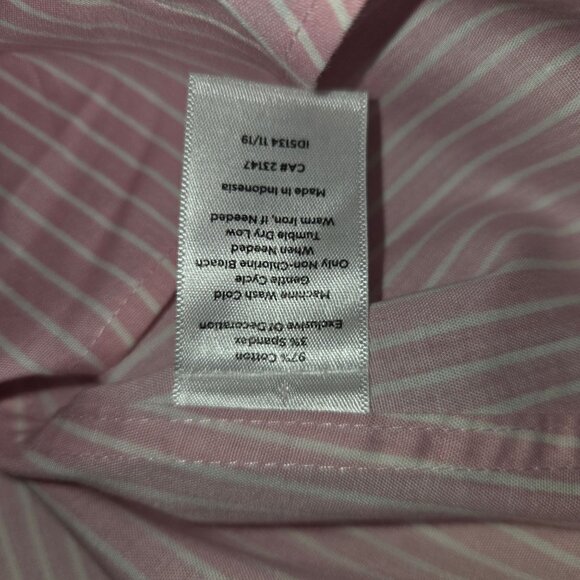 97% Cotton
3% Spandex
Exclusive Of Decoration
Machine Wash Cold
Gentle Cycle
Only Non-Chlorine Bleach
When Needed
Tumble Dry Low
Warm Iron, If Needed
Made In Indonesia
CA# 23147
ID5134 11/19